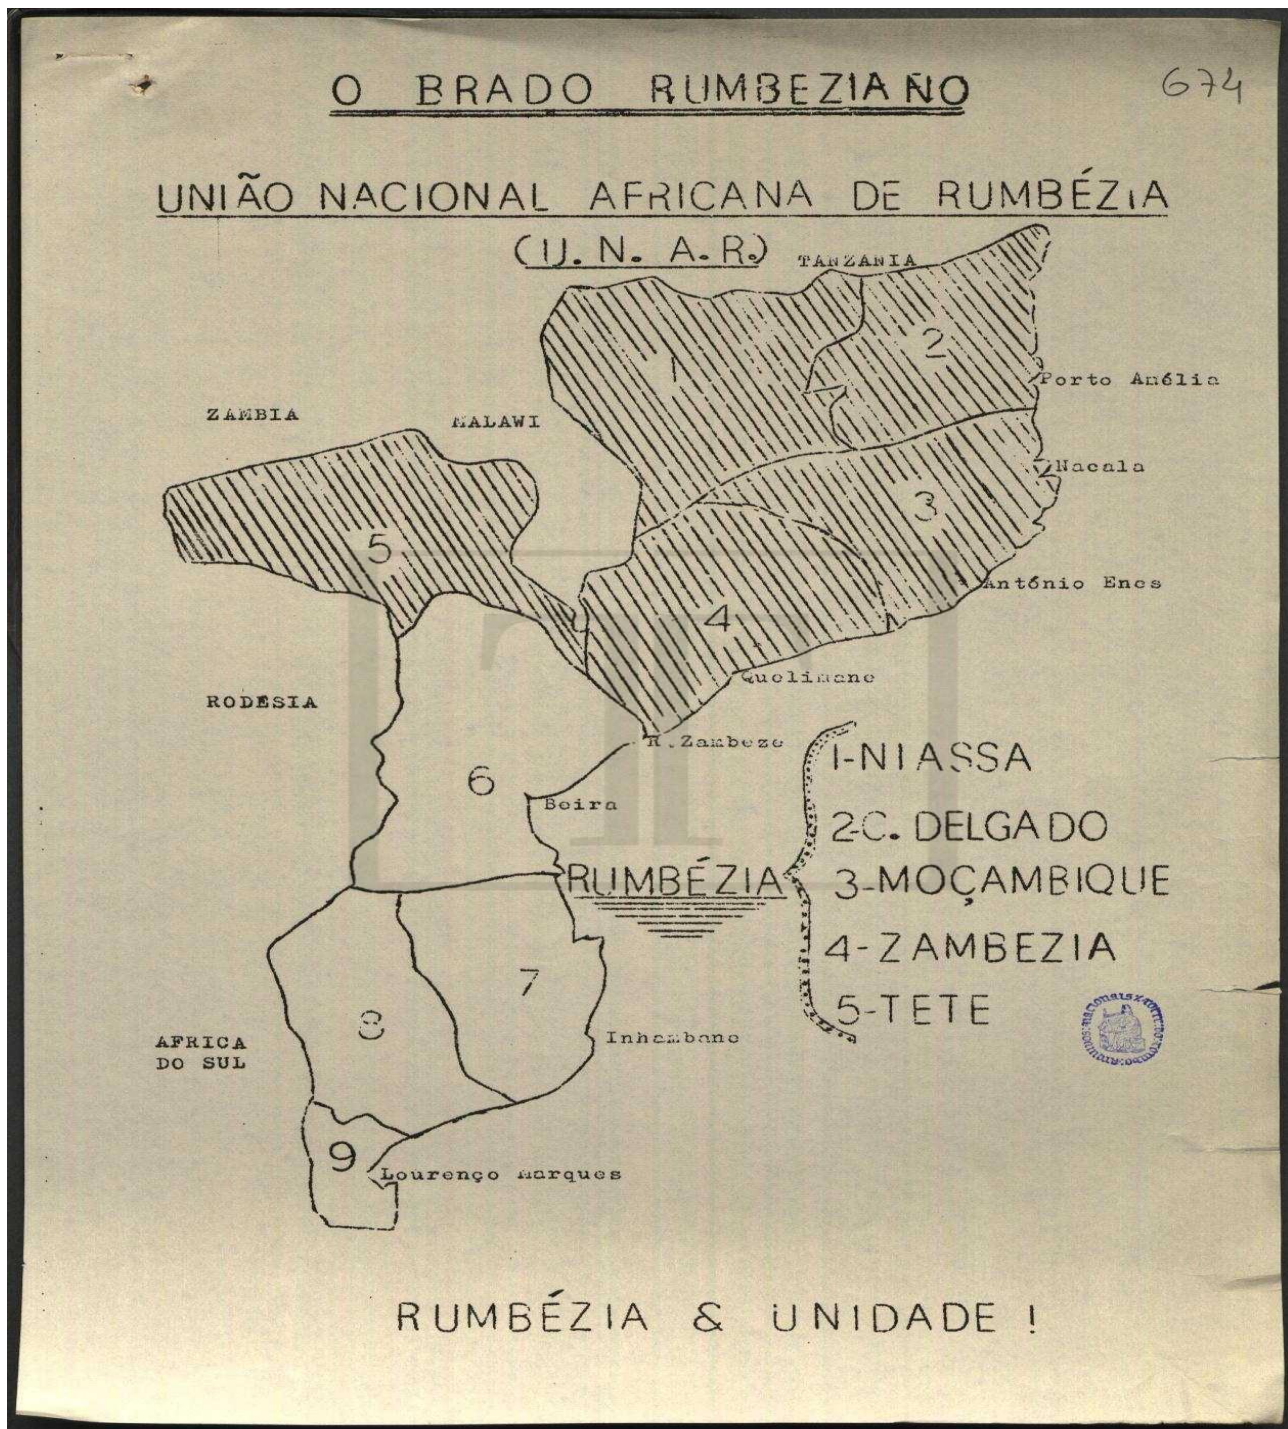 O BRADO RUMBEZIANO
674
UNIÃO NACIONAL AFRICANA DE RUMBÉZIA
(U. N. A. R.)
TANZANIA
2
1
Porto Amélia
ZAMBIA
MALAWI
Nacala
3
5
António Enes
4
Quelimane
RODESIA
R. Zambeze
1-NIASSA
6
Beira
2-C. DELGADO
RUMBÉZIA
3-MOÇAMBIQUE
4-ZAMBEZIA
7
5-TETE
8
Inhambane
AFRICA
DO SUL
9
Lourenço Marques
RUMBÉZIA & UNIDADE !